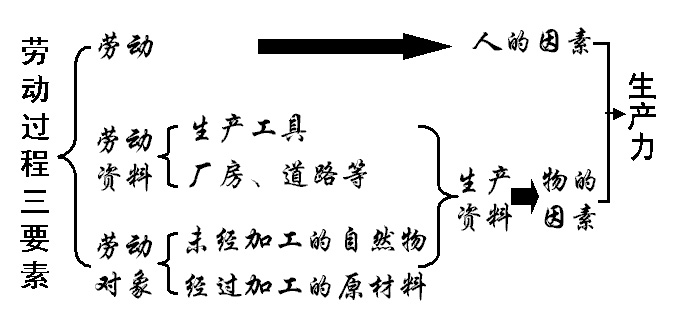 劳动过程三要素
劳动
人的因素
劳动
资料
生产工具
厂房、道路等
劳动
对象
未经加工的自然物
经过加工的原材料
生产
资料
物的
因素
生产力